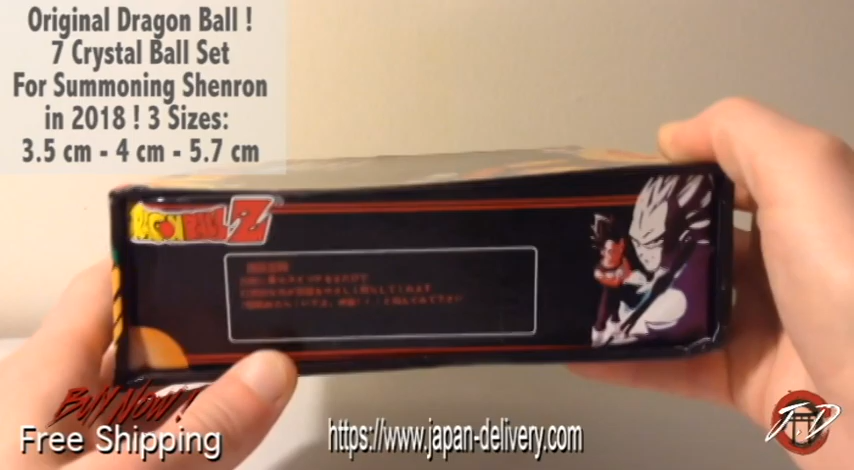 Original Dragon Ball !
7 Crystal Ball Set
For Summoning Shenron
in 2018 ! 3 Sizes:
3.5 cm - 4 cm - 5.7 cm
DRAGON BALL Z
BUY NOW !
Free Shipping
https://www.japan-delivery.com
J.D